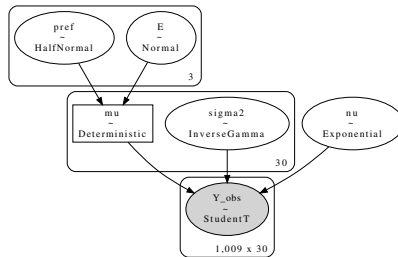 pref
~
HalfNormal
E
~
Normal
3
mu
~
Deterministic
sigma2
~
InverseGamma
nu
~
Exponential
30
Y_obs
~
StudentT
1,009 x 30